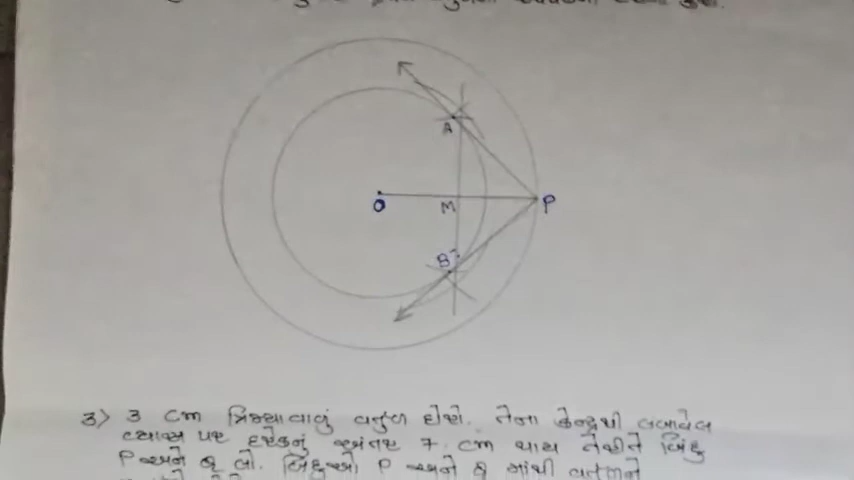 A
O
M
P
B
3) 3 cm ત્રિજ્યાવાળું વર્તુળ દોરો. તેના કેન્દ્રથી લંબાવેલ
વ્યાસ પર દરેકનું અંતર 7 cm થાય તેવીને બિંદુ
P અને Q લો. બિંદુઓ P અને Q માંથી વર્તુળને